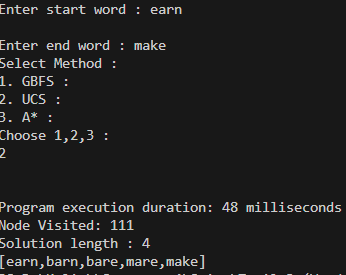 Enter start word : earn
Enter end word : make
Select Method :
1. GBFS :
2. UCS :
3. A* :
Choose 1,2,3 :
2
Program execution duration: 48 milliseconds
Node Visited: 111
Solution length : 4
[earn,barn,bare,mare,make]